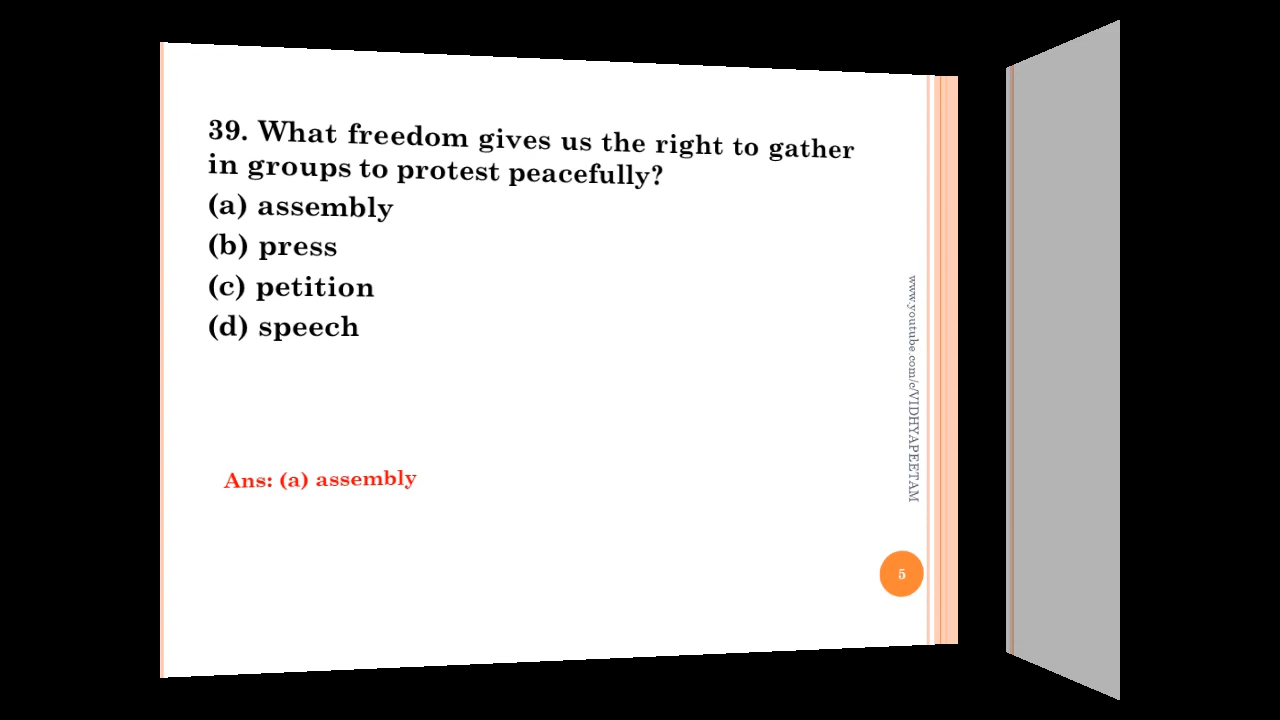 39. What freedom gives us the right to gather
in groups to protest peacefully?
(a) assembly
(b) press
(c) petition
(d) speech
Ans: (a) assembly
www.youtube.com/c/VIDHYAPEETAM
5